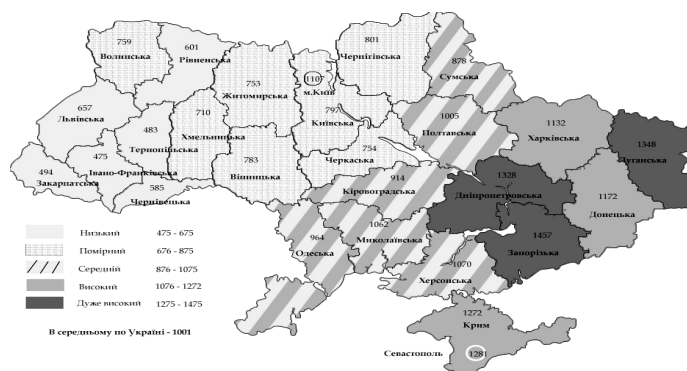 759
Волинська
601
Рівненська
801
Чернігівська
878
Сумська
1107
м.Київ
753
Житомирська
797
Київська
657
Львівська
710
Хмельницька
483
Тернопільська
1005
Полтавська
1132
Харківська
1348
Луганська
754
Черкаська
783
Вінницька
475
Івано-Франківська
494
Закарпатська
585
Чернівецька
914
Кіровоградська
1328
Дніпропетровська
1172
Донецька
1457
Запорізька
1062
Миколаївська
964
Одеська
1070
Херсонська
1272
Крим
Севастополь 1281
Низький 475 - 675
Помірний 676 - 875
Середній 876 - 1075
Високий 1076 - 1272
Дуже високий 1275 - 1475
В середньому по Україні - 1001